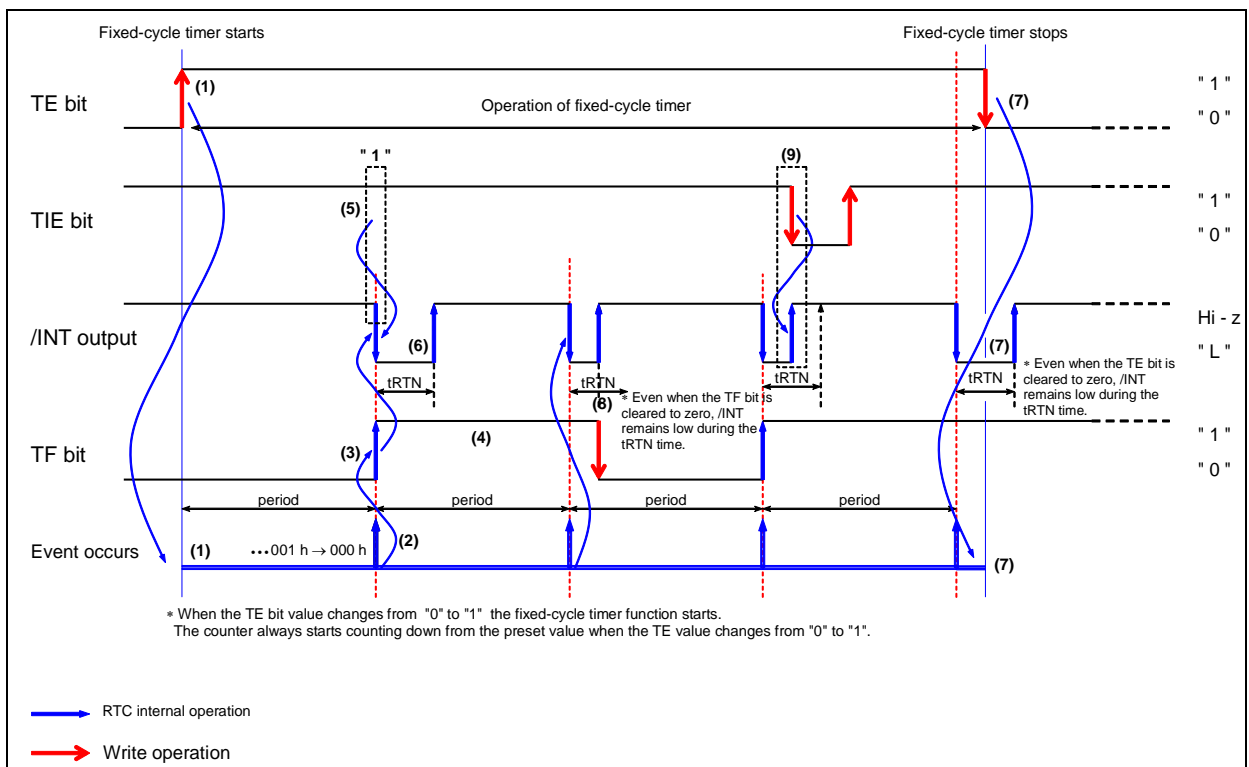 Fixed-cycle timer starts
Fixed-cycle timer stops
TE bit
(1)
Operation of fixed-cycle timer
(7)
" 1 "
" 0 "
" 1 "
(9)
TIE bit
(5)
" 1 "
" 0 "
/INT output
(6)
(7)
Hi - z
" L "
tRTN
tRTN
tRTN
tRTN
(8)
* Even when the TF bit is
cleared to zero, /INT
remains low during the
tRTN time.
* Even when the TE bit is
cleared to zero, /INT
remains low during the
tRTN time.
TF bit
(3)
(4)
" 1 "
" 0 "
period
period
period
period
Event occurs
(1)
•••001 h → 000 h
(2)
(7)
* When the TE bit value changes from "0" to "1" the fixed-cycle timer function starts.
The counter always starts counting down from the preset value when the TE value changes from "0" to "1".
RTC internal operation
Write operation